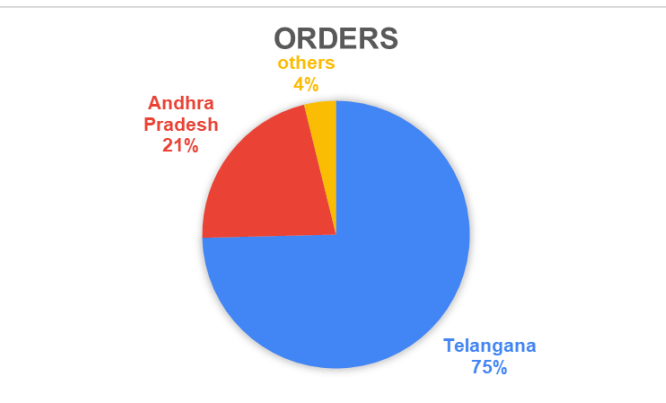 ORDERS
others
4%
Andhra
Pradesh
21%
Telangana
75%